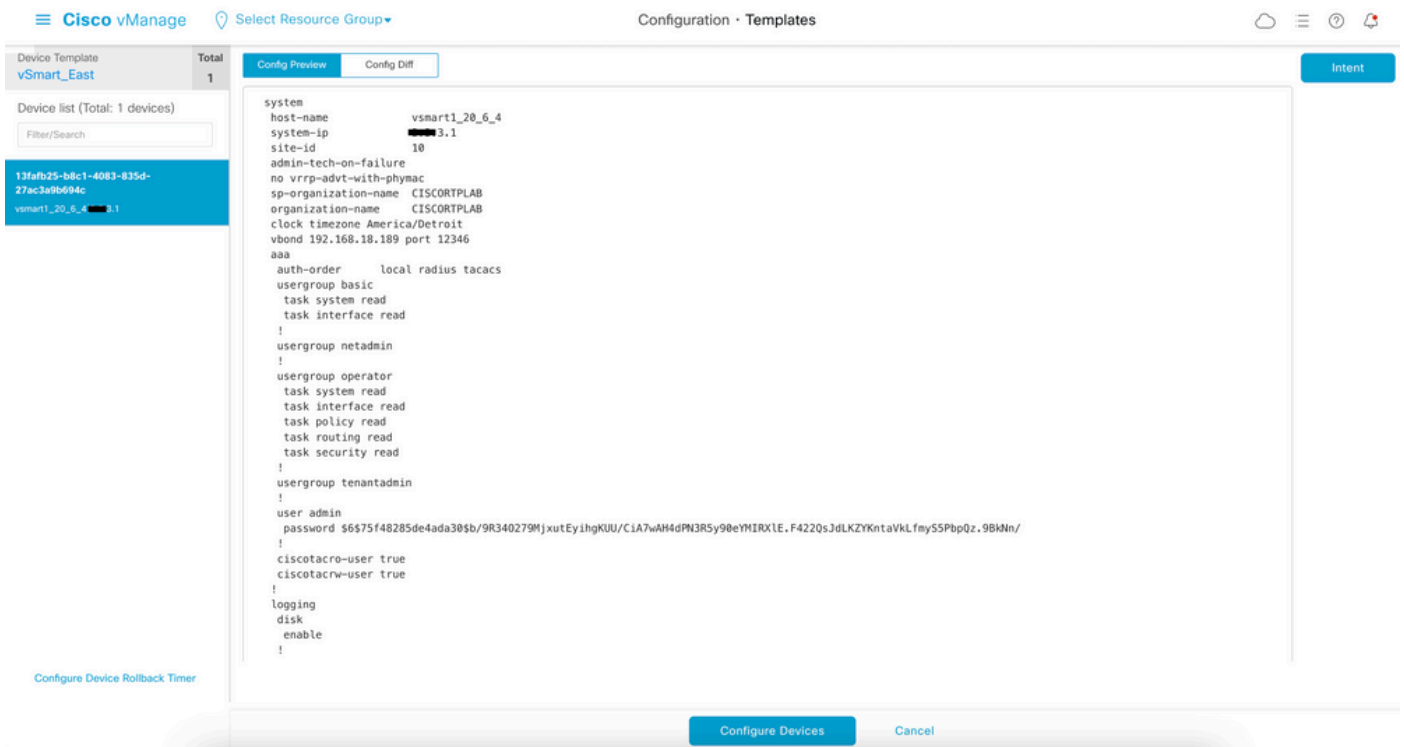 Cisco vManage
Select Resource Group
Configuration · Templates
Device Template
vSmart_East
Total
1
Device list (Total: 1 devices)
Filter/Search
13fafb25-b8c1-4083-835d-
27ac3a9b694c
vsmart1_20_6_4 3.1
Configure Device Rollback Timer
Config Preview
Config Diff
Intent
system
host-name vsmart1_20_6_4
system-ip 3.1
site-id 10
admin-tech-on-failure
no vrrp-advt-with-phymac
sp-organization-name CISCORTPLAB
organization-name CISCORTPLAB
clock timezone America/Detroit
vbond 192.168.18.189 port 12346
aaa
auth-order local radius tacacs
usergroup basic
task system read
task interface read
!
usergroup netadmin
!
usergroup operator
task system read
task interface read
task policy read
task routing read
task security read
!
usergroup tenantadmin
!
user admin
password $6$75f48285de4ada30$b/9R340279MjxutEyihgKUU/CiA7wAH4dPN3R5y90eYMIRXlE.F422QsJdLKZYKntaVkLfmyS5PbpQz.9BkNn/
!
ciscotacro-user true
ciscotacrw-user true
!
logging
disk
enable
!
Configure Devices
Cancel